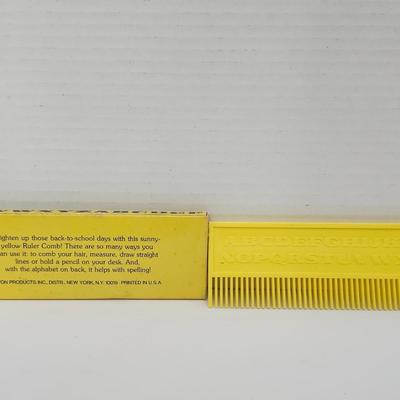 ighten up those back-to-school days with this sunny-
yellow Ruler Comb! There are so many ways you
an use it: to comb your hair, measure, draw straight
lines or hold a pencil on your desk. And,
with the alphabet on back, it helps with spelling!
VON PRODUCTS INC., DISTR., NEW YORK, N.Y. 10019 · PRINTED IN U.S.A.